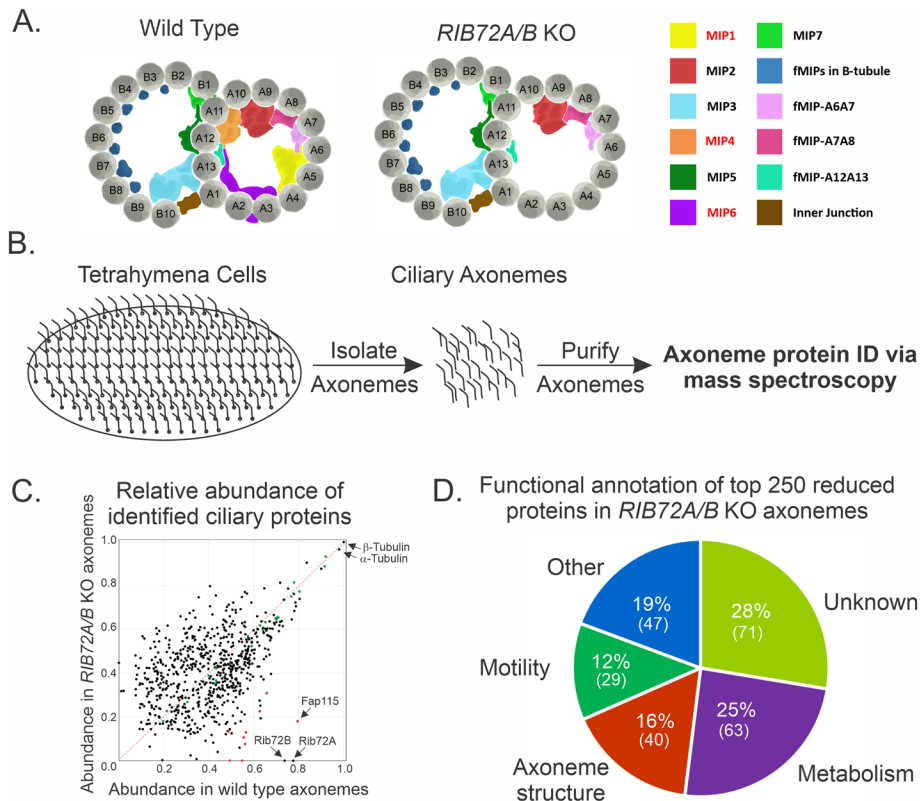 A.
Wild Type
RIB72A/B KO
B3
B2
B4
B1
B5
A10
A9
A11
A8
B6
A12
A7
B7
A13
A6
B8
A5
B9
B10
A1
A2
A3
A4
B3
B2
B4
B1
B5
A10
A9
A11
A8
B6
A12
A7
B7
A13
A6
B8
A5
B9
B10
A1
A2
A3
A4
MIP1
MIP7
MIP2
fMIPs in B-tubule
MIP3
fMIP-A6A7
MIP4
fMIP-A7A8
MIP5
fMIP-A12A13
MIP6
Inner Junction
B.
Tetrahymena Cells
Ciliary Axonemes
Isolate
Axonemes
Purify
Axonemes
Axoneme protein ID via
mass spectroscopy
C.
Relative abundance of
identified ciliary proteins
Abundance in RIB72A/B KO axonemes
1.0
0.8
0.6
0.4
0.2
0.0
β-Tubulin
α-Tubulin
Fap115
Rib72B
Rib72A
0.0
0.2
0.4
0.6
0.8
1.0
Abundance in wild type axonemes
D.
Functional annotation of top 250 reduced
proteins in RIB72A/B KO axonemes
Other
19%
(47)
28%
(71)
Unknown
Motility
12%
(29)
16%
(40)
25%
(63)
Axoneme
structure
Metabolism